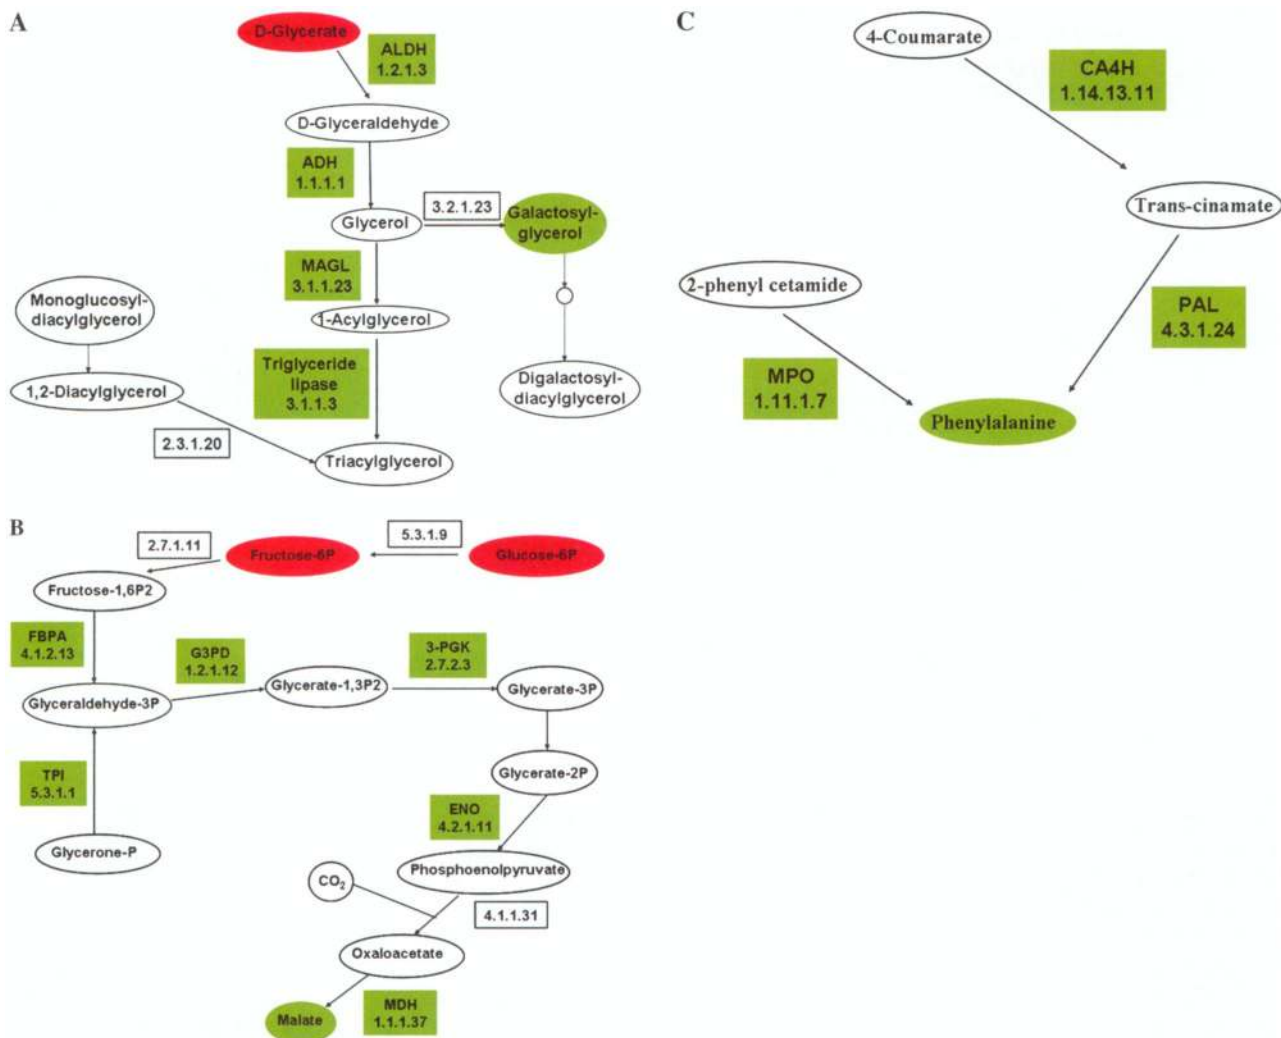 A
D-Glycerate
ALDH
1.2.1.3
D-Glyceraldehyde
ADH
1.1.1.1
3.2.1.23
Glycerol
Galactosyl-
glycerol
MAGL
3.1.1.23
Monoglucosyl-
diacylglycerol
1-Acylglycerol
Triglyceride
lipase
3.1.1.3
1,2-Diacylglycerol
Digalactosyl-
diacylglycerol
2.3.1.20
Triacylglycerol
C
4-Coumarate
CA4H
1.14.13.11
Trans-cinamate
2-phenyl cetamide
PAL
4.3.1.24
MPO
1.11.1.7
Phenylalanine
B
2.7.1.11
Fructose-6P
5.3.1.9
Glucose-6P
Fructose-1,6P2
FBPA
4.1.2.13
G3PD
1.2.1.12
3-PGK
2.7.2.3
Glyceraldehyde-3P
Glycerate-1,3P2
Glycerate-3P
TPI
5.3.1.1
Glycerate-2P
ENO
4.2.1.11
Glycerone-P
Phosphoenolpyruvate
CO2
4.1.1.31
Oxaloacetate
Malate
MDH
1.1.1.37